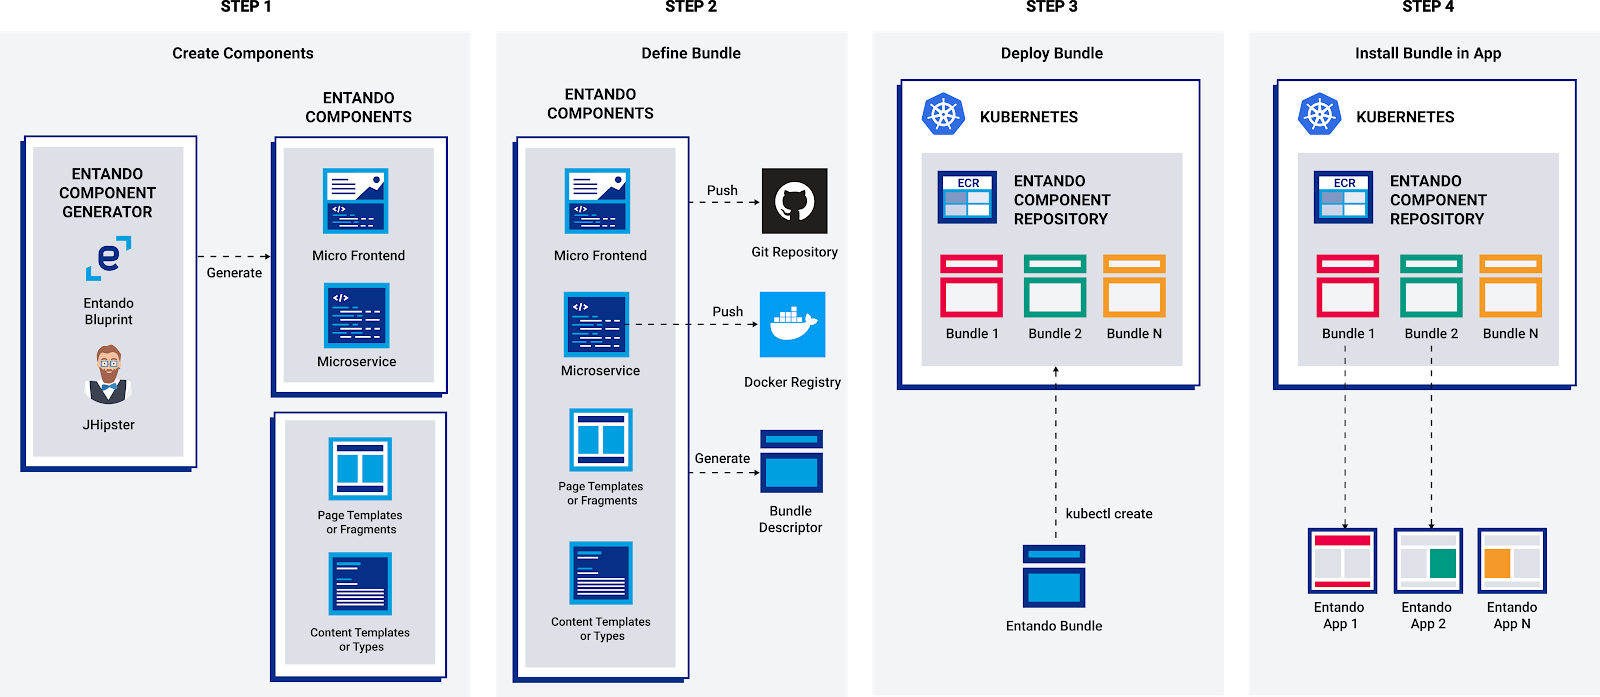 STEP 1
Create Components
ENTANDO
COMPONENT
GENERATOR
e
Entando
Bluprint
JHipster
Generate
ENTANDO
COMPONENTS
</>
Micro Frontend
</>
Microservice
Page Templates
or Fragments
Content Templates
or Types
STEP 2
Define Bundle
ENTANDO
COMPONENTS
</>
Micro Frontend
</>
Microservice
Page Templates
or Fragments
Content Templates
or Types
Push
Git Repository
Push
Docker Registry
Generate
Bundle
Descriptor
STEP 3
Deploy Bundle
KUBERNETES
ECR
ENTANDO
COMPONENT
REPOSITORY
Bundle 1
Bundle 2
Bundle N
kubectl create
Entando Bundle
STEP 4
Install Bundle in App
KUBERNETES
ECR
ENTANDO
COMPONENT
REPOSITORY
Bundle 1
Bundle 2
Bundle N
Entando
App 1
Entando
App 2
Entando
App N